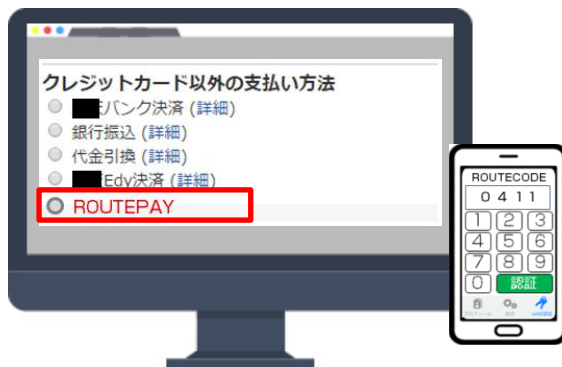 クレジットカード以外の支払い方法
バンク決済 (詳細)
銀行振込 (詳細)
代金引換 (詳細)
Edy決済 (詳細)
ROUTEPAY
ROUTECODE
0411
1 2 3
4 5 6
7 8 9
0 認証